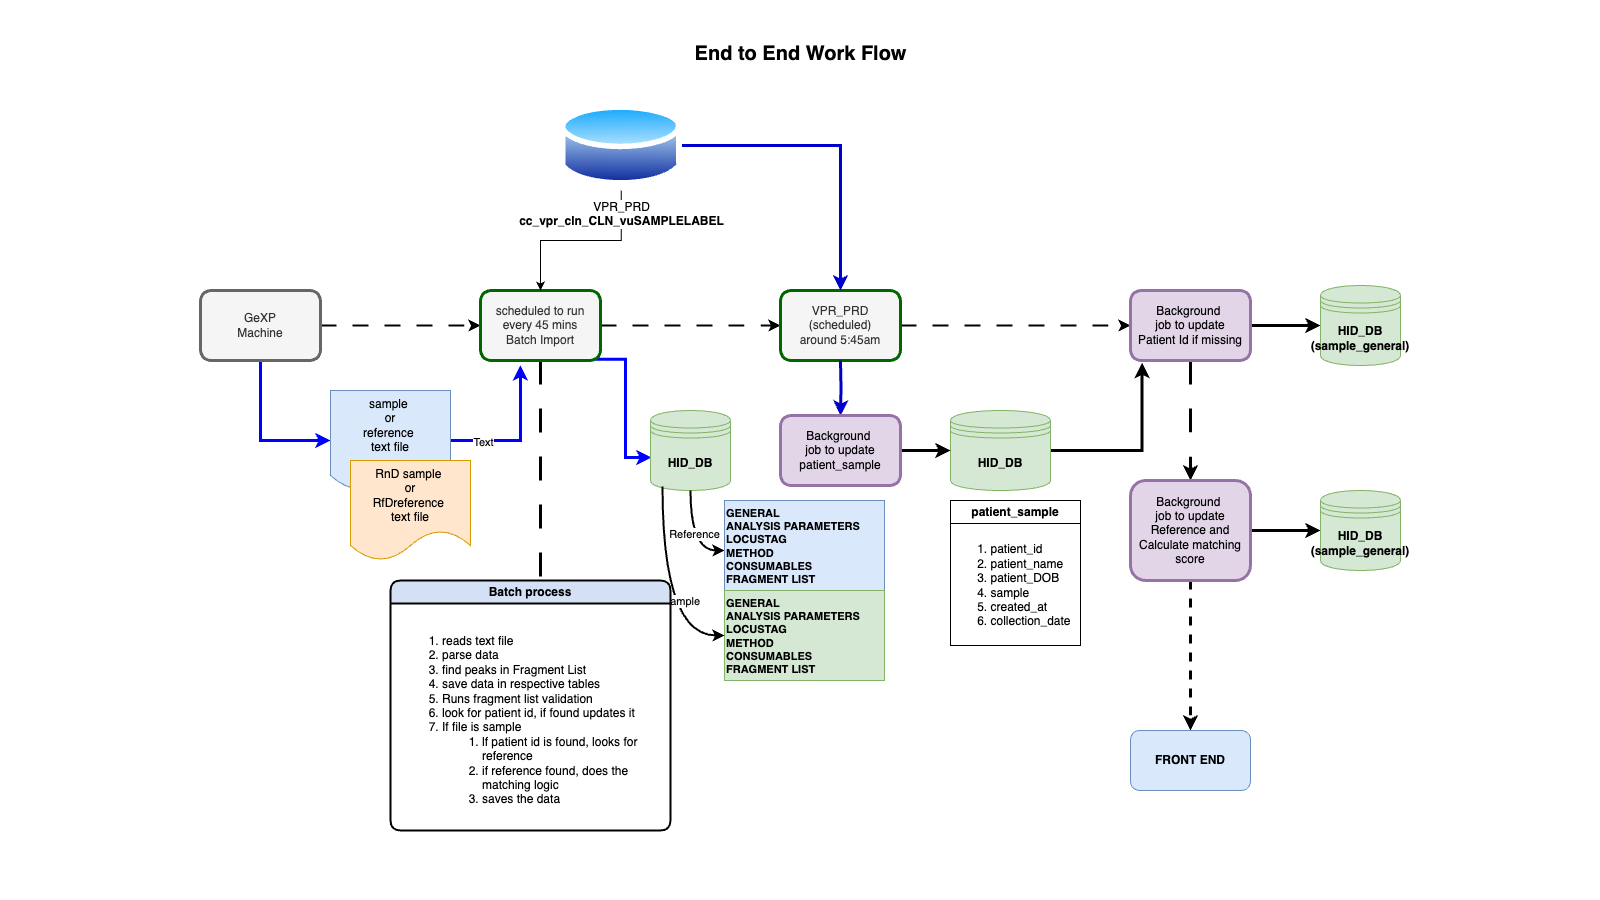 End to End Work Flow
VPR_PRD
cc_vpr_cln_CLN_vuSAMPLELABEL
GeXP
Machine
scheduled to run
every 45 mins
Batch Import
VPR_PRD
(scheduled)
around 5:45am
Background
job to update
Patient Id if missing
HID_DB
(sample_general)
sample
or
reference
text file
Text
RnD sample
or
RfDreference
text file
HID_DB
Background
job to update
patient_sample
HID_DB
Reference
ample
GENERAL
ANALYSIS PARAMETERS
LOCUSTAG
METHOD
CONSUMABLES
FRAGMENT LIST
GENERAL
ANALYSIS PARAMETERS
LOCUSTAG
METHOD
CONSUMABLES
FRAGMENT LIST
patient_sample
1. patient_id
2. patient_name
3. patient_DOB
4. sample
5. created_at
6. collection_date
Background
job to update
Reference and
Calculate matching
score
HID_DB
(sample_general)
Batch process
1. reads text file
2. parse data
3. find peaks in Fragment List
4. save data in respective tables
5. Runs fragment list validation
6. look for patient id, if found updates it
7. If file is sample
1. If patient id is found, looks for
reference
2. if reference found, does the
matching logic
3. saves the data
FRONT END